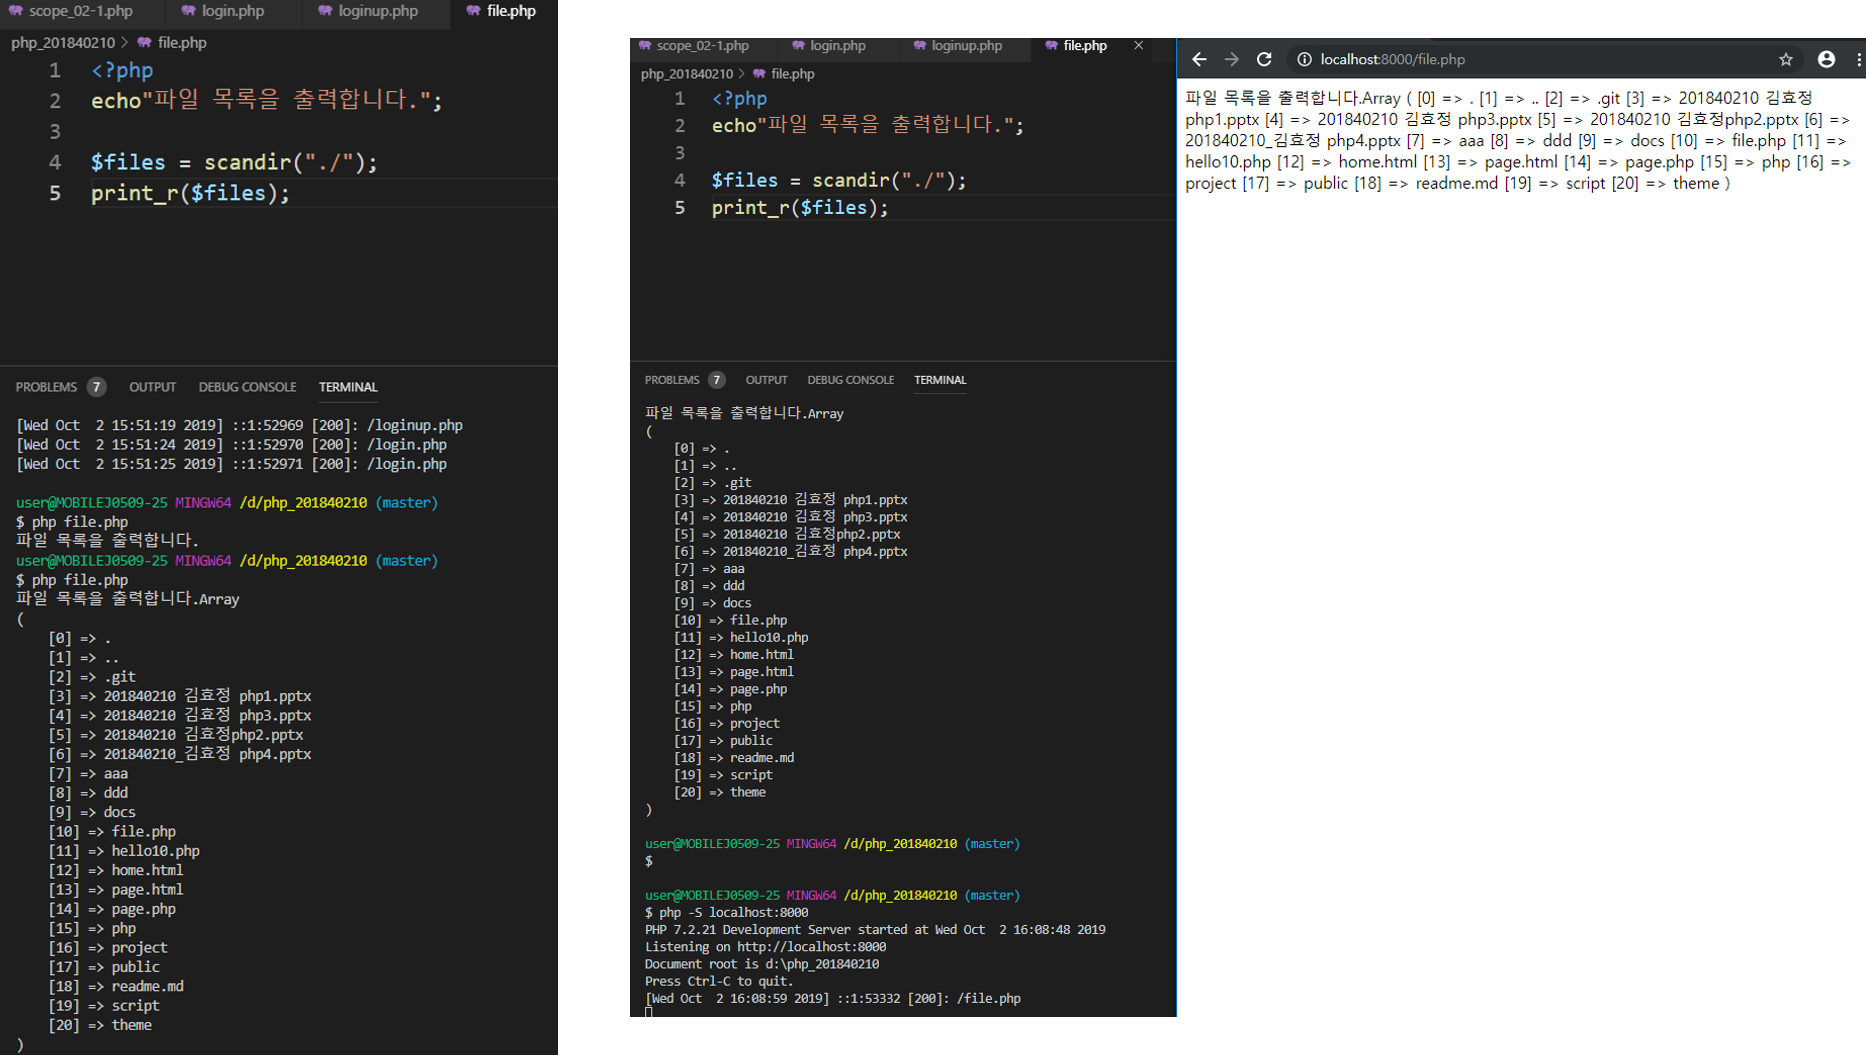 scope_02-1.php login.php loginup.php file.php
php_201840210 > file.php
1 <?php
2 echo"파일 목록을 출력합니다.";
3
4 $files = scandir("./");
5 print_r($files);
PROBLEMS 7 OUTPUT DEBUG CONSOLE TERMINAL
[Wed Oct  2 15:51:19 2019] ::1:52969 [200]: /loginup.php
[Wed Oct  2 15:51:24 2019] ::1:52970 [200]: /login.php
[Wed Oct  2 15:51:25 2019] ::1:52971 [200]: /login.php
user@MOBILEJ0509-25 MINGW64 /d/php_201840210 (master)
$ php file.php
파일 목록을 출력합니다.
user@MOBILEJ0509-25 MINGW64 /d/php_201840210 (master)
$ php file.php
파일 목록을 출력합니다.Array
(
[0] => .
[1] => ..
[2] => .git
[3] => 201840210 김효정 php1.pptx
[4] => 201840210 김효정 php3.pptx
[5] => 201840210 김효정php2.pptx
[6] => 201840210_김효정 php4.pptx
[7] => aaa
[8] => ddd
[9] => docs
[10] => file.php
[11] => hello10.php
[12] => home.html
[13] => page.html
[14] => page.php
[15] => php
[16] => project
[17] => public
[18] => readme.md
[19] => script
[20] => theme
)
scope_02-1.php login.php loginup.php file.php ×
php_201840210 > file.php
1 <?php
2 echo"파일 목록을 출력합니다.";
3
4 $files = scandir("./");
5 print_r($files);
PROBLEMS 7 OUTPUT DEBUG CONSOLE TERMINAL
파일 목록을 출력합니다.Array
(
[0] => .
[1] => ..
[2] => .git
[3] => 201840210 김효정 php1.pptx
[4] => 201840210 김효정 php3.pptx
[5] => 201840210 김효정php2.pptx
[6] => 201840210_김효정 php4.pptx
[7] => aaa
[8] => ddd
[9] => docs
[10] => file.php
[11] => hello10.php
[12] => home.html
[13] => page.html
[14] => page.php
[15] => php
[16] => project
[17] => public
[18] => readme.md
[19] => script
[20] => theme
)
user@MOBILEJ0509-25 MINGW64 /d/php_201840210 (master)
$
user@MOBILEJ0509-25 MINGW64 /d/php_201840210 (master)
$ php -S localhost:8000
PHP 7.2.21 Development Server started at Wed Oct  2 16:08:48 2019
Listening on http://localhost:8000
Document root is d:\php_201840210
Press Ctrl-C to quit.
[Wed Oct  2 16:08:59 2019] ::1:53332 [200]: /file.php
localhost:8000/file.php
파일 목록을 출력합니다.Array ( [0] => . [1] => .. [2] => .git [3] => 201840210 김효정
php1.pptx [4] => 201840210 김효정 php3.pptx [5] => 201840210 김효정php2.pptx [6] =>
201840210_김효정 php4.pptx [7] => aaa [8] => ddd [9] => docs [10] => file.php [11] =>
hello10.php [12] => home.html [13] => page.html [14] => page.php [15] => php [16] =>
project [17] => public [18] => readme.md [19] => script [20] => theme )